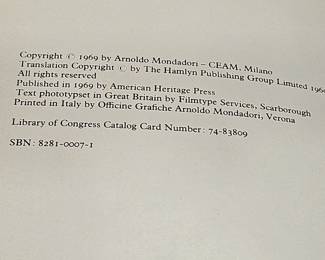 Copyright © 1969 by Arnoldo Mondadori – CEAM, Milano
Translation Copyright © by The Hamlyn Publishing Group Limited 1969
All rights reserved
Published in 1969 by American Heritage Press
Text phototypset in Great Britain by Filmtype Services, Scarborough
Printed in Italy by Officine Grafiche Arnoldo Mondadori, Verona
Library of Congress Catalog Card Number: 74-83809
SBN: 8281-0007-1